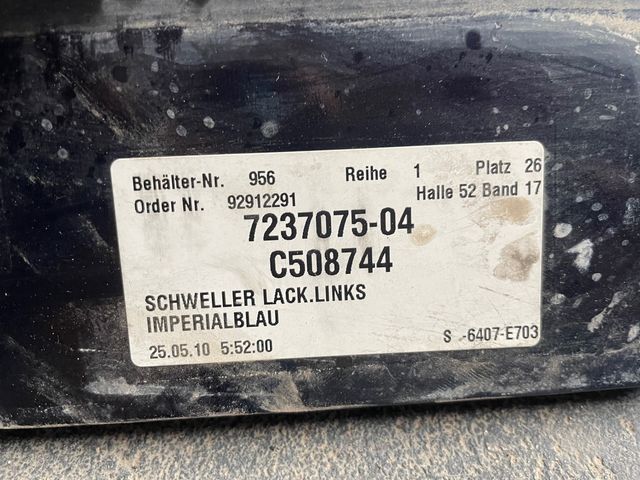 Behälter-Nr. 956 Reihe 1 Platz 26
Order Nr. 92912291 Halle 52 Band 17
7237075-04
C508744
SCHWELLER LACK.LINKS
IMPERIALBLAU
25.05.10 5:52:00 S -6407-E703